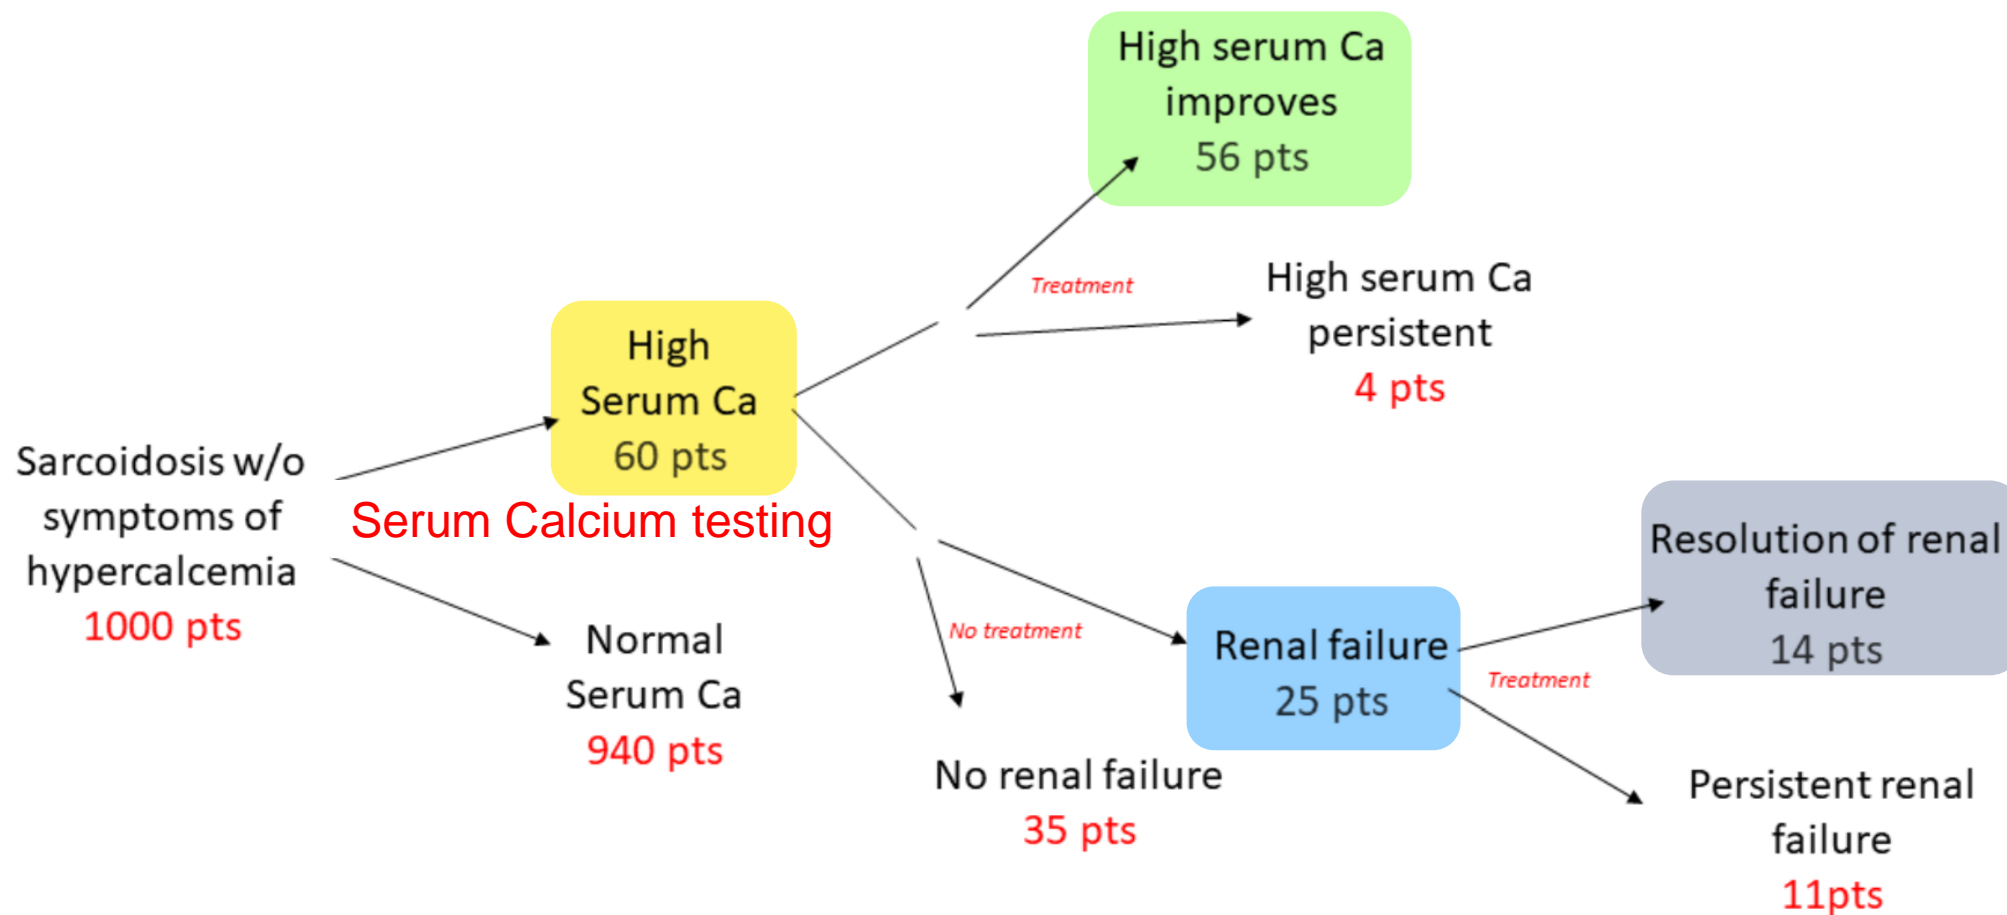 High serum Ca
improves
56 pts
Treatment
High serum Ca
persistent
4 pts
High
Serum Ca
60 pts
Sarcoidosis w/o
symptoms of
hypercalcemia
1000 pts
Serum Calcium testing
Normal
Serum Ca
940 pts
No treatment
No renal failure
35 pts
Renal failure
25 pts
Treatment
Resolution of renal
failure
14 pts
Persistent renal
failure
11pts